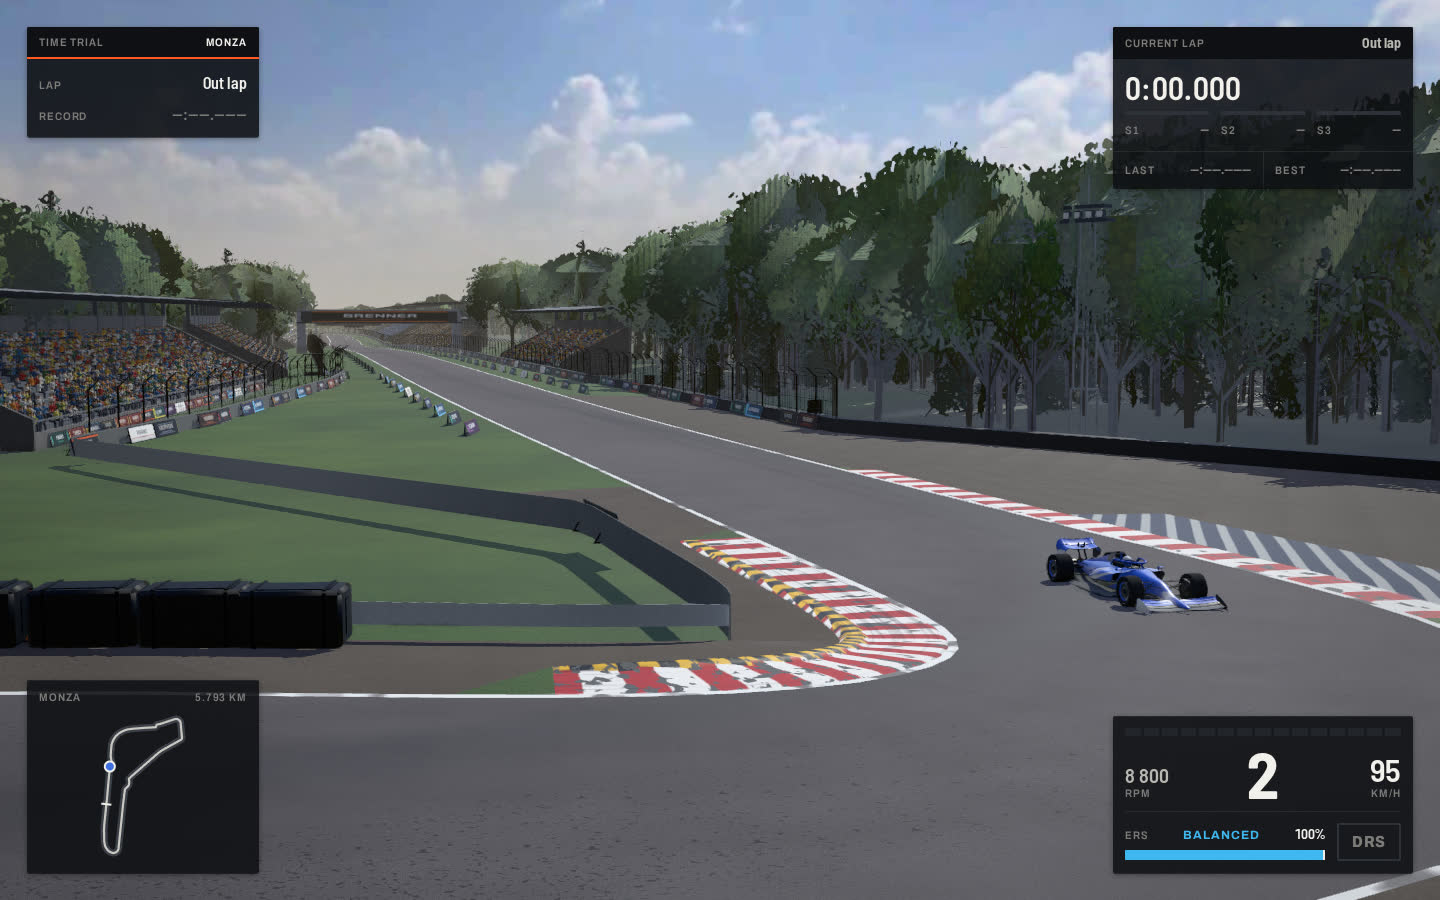 TIME TRIAL MONZA
LAP Out lap
RECORD –:––.–––
CURRENT LAP Out lap
0:00.000
S1 – S2 – S3 –
LAST –:––.––– BEST –:––.–––
BRENNER
MONZA 5.793 KM
8 800 RPM
2
95 KM/H
ERS BALANCED 100%
DRS